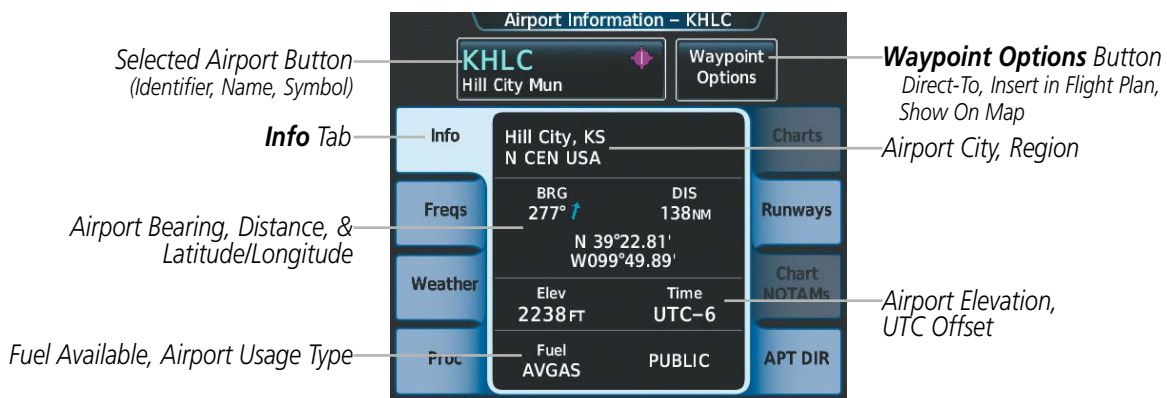 Airport Information – KHLC
Selected Airport Button
(Identifier, Name, Symbol)
KHLC
Hill City Mun
Waypoint
Options
Waypoint Options Button
Direct-To, Insert in Flight Plan,
Show On Map
Info Tab
Info
Hill City, KS
N CEN USA
Charts
Airport City, Region
Airport Bearing, Distance, &
Latitude/Longitude
Freqs
BRG
277°
DIS
138NM
N 39°22.81'
W099°49.89'
Runways
Weather
Elev
2238FT
Time
UTC–6
Chart
NOTAMs
Airport Elevation,
UTC Offset
Fuel Available, Airport Usage Type
Proc
Fuel
AVGAS
PUBLIC
APT DIR